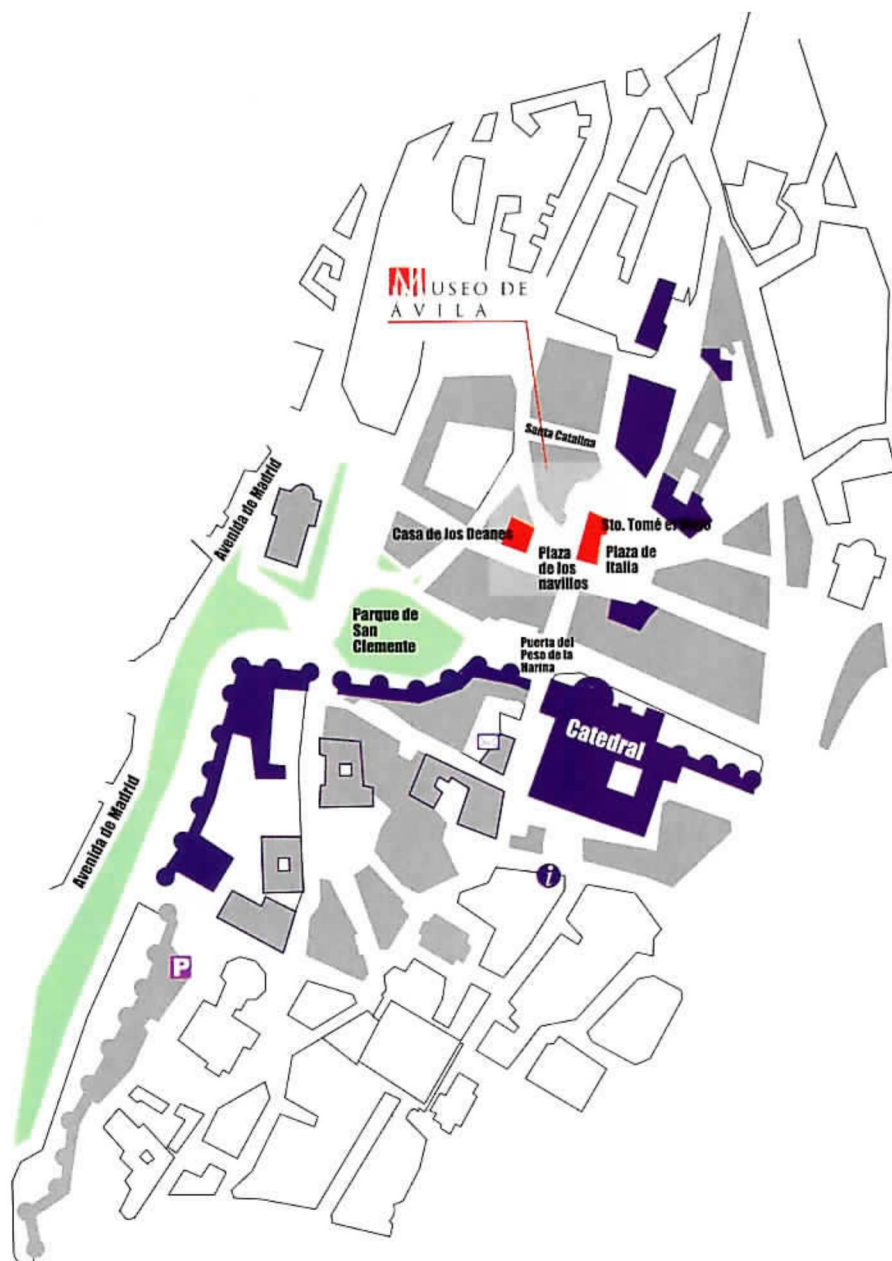 MUSEO DE
ÁVILA
Santa Catalina
Avenida de Madrid
Casa de los Deanes
Sto. Tomé el Viejo
Plaza
de los
navillos
Plaza de
Italia
Parque de
San
Clemente
Puerta del
Peso de la
Harina
Catedral
Avenida de Madrid
i
P